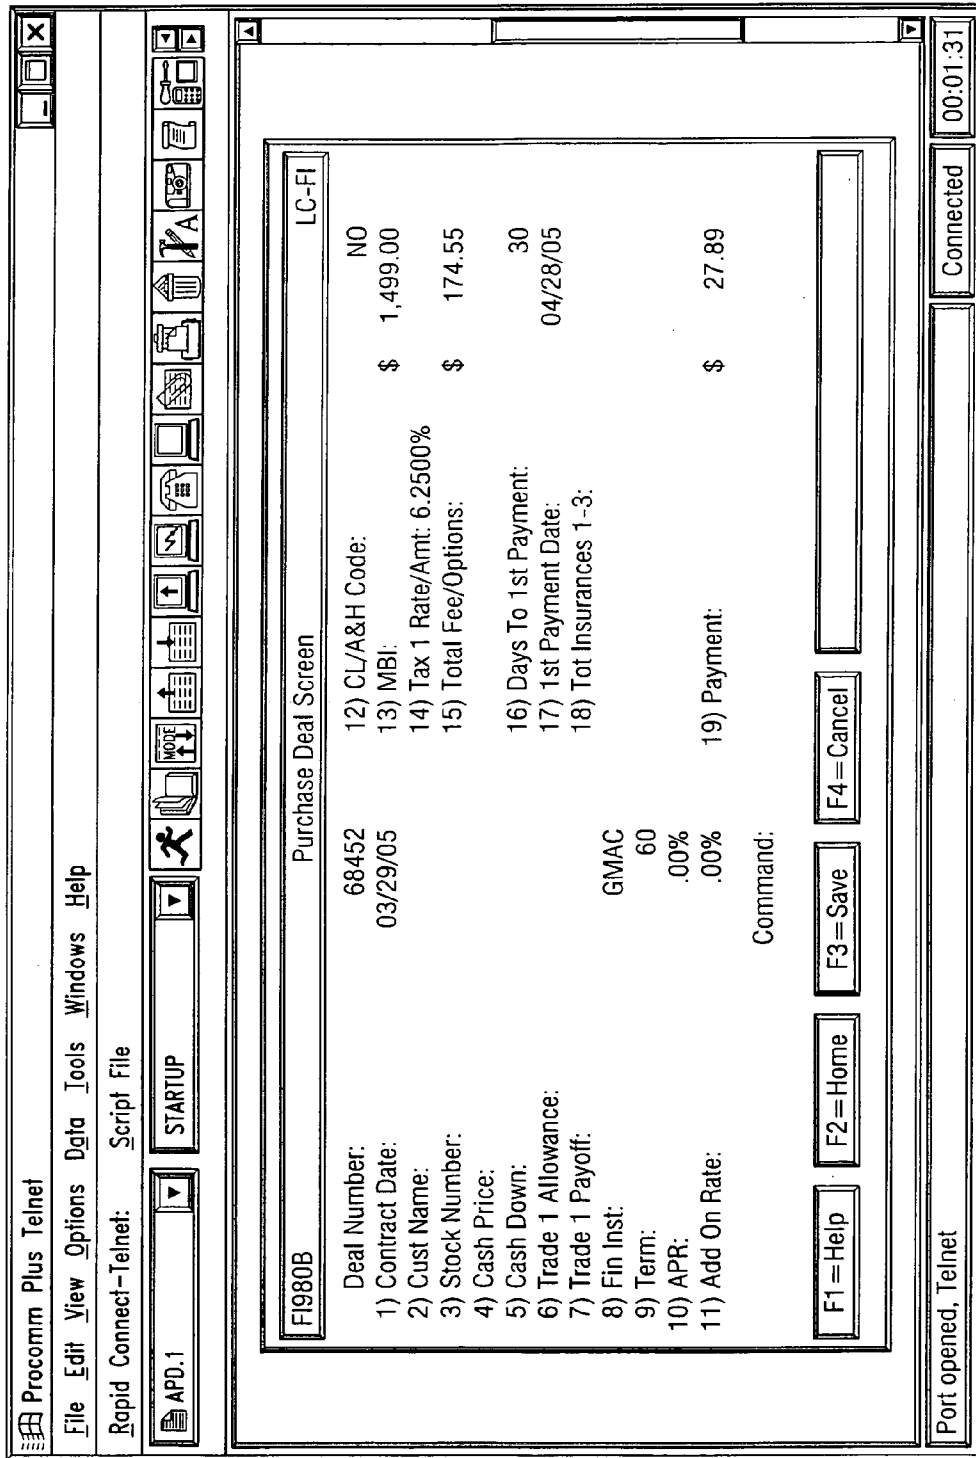 Procomm Plus Telnet
File Edit View Options Data Tools Windows Help
Rapid Connect-Telnet: Script File
APD.1 STARTUP MODE A
FI980B Purchase Deal Screen LC-FI
Deal Number: 68452 12) CL/A&H Code: NO
1) Contract Date: 03/29/05 13) MBI: $ 1,499.00
2) Cust Name: 14) Tax 1 Rate/Amt: 6.2500%
3) Stock Number: 15) Total Fee/Options: $ 174.55
4) Cash Price:
5) Cash Down: 16) Days To 1st Payment: 30
6) Trade 1 Allowance: 17) 1st Payment Date: 04/28/05
7) Trade 1 Payoff: 18) Tot Insurances 1-3:
8) Fin Inst: GMAC
9) Term: 60
10) APR: .00%
11) Add On Rate: .00% 19) Payment: $ 27.89
Command:
F1=Help F2=Home F3=Save F4=Cancel
Port opened, Telnet Connected 00:01:31